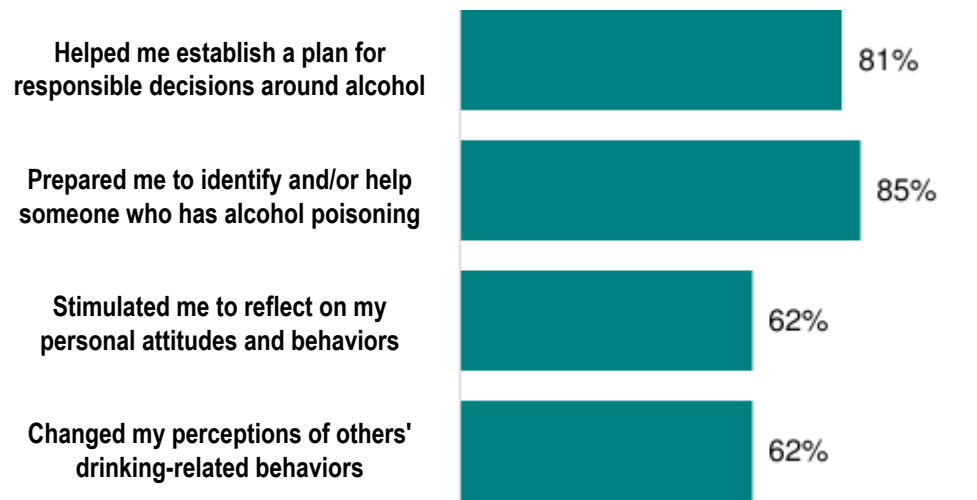 Helped me establish a plan for
responsible decisions around alcohol
81%
Prepared me to identify and/or help
someone who has alcohol poisoning
85%
Stimulated me to reflect on my
personal attitudes and behaviors
62%
Changed my perceptions of others'
drinking-related behaviors
62%